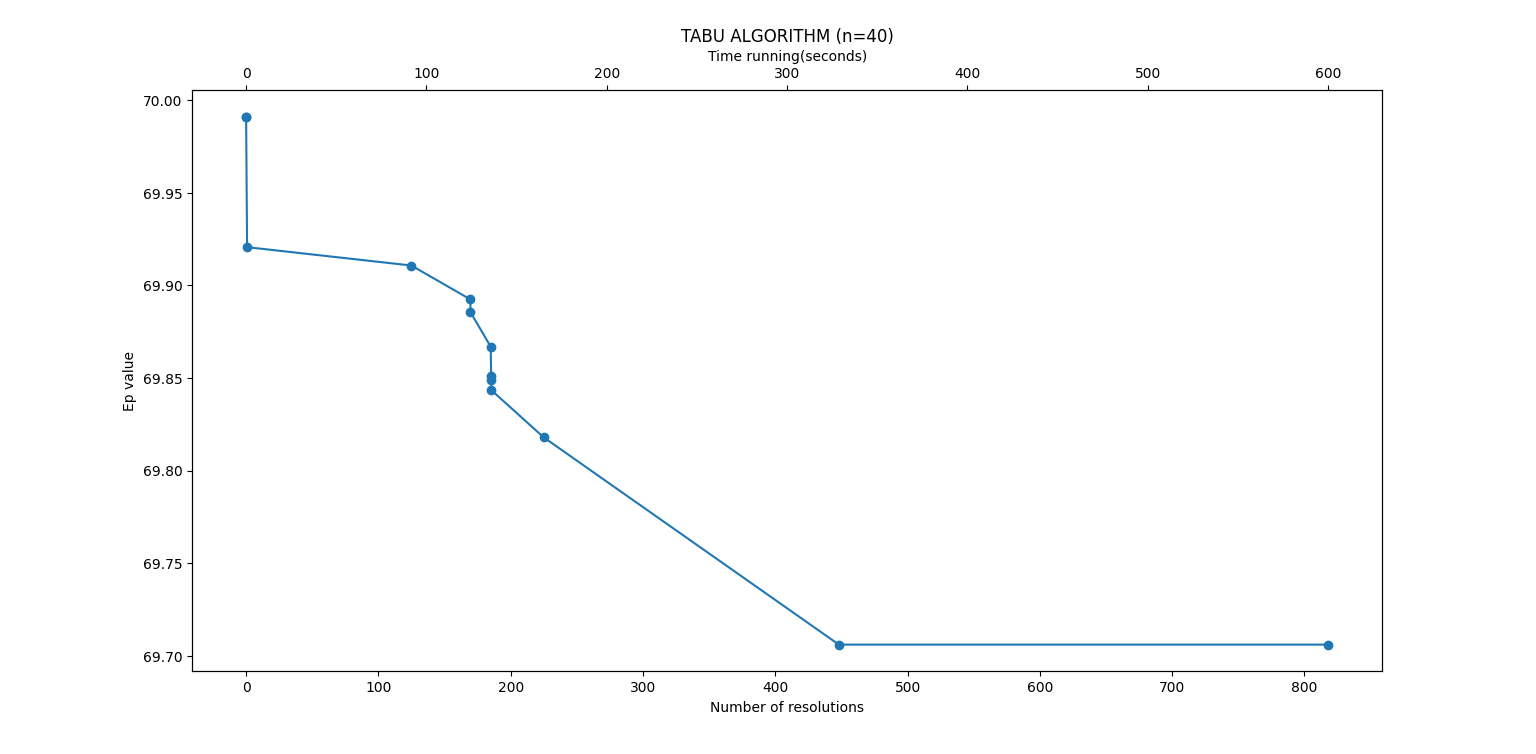 TABU ALGORITHM (n=40)
Time running(seconds)
0 100 200 300 400 500 600
70.00
69.95
69.90
69.85
69.80
69.75
69.70
Ep value
0 100 200 300 400 500 600 700 800
Number of resolutions